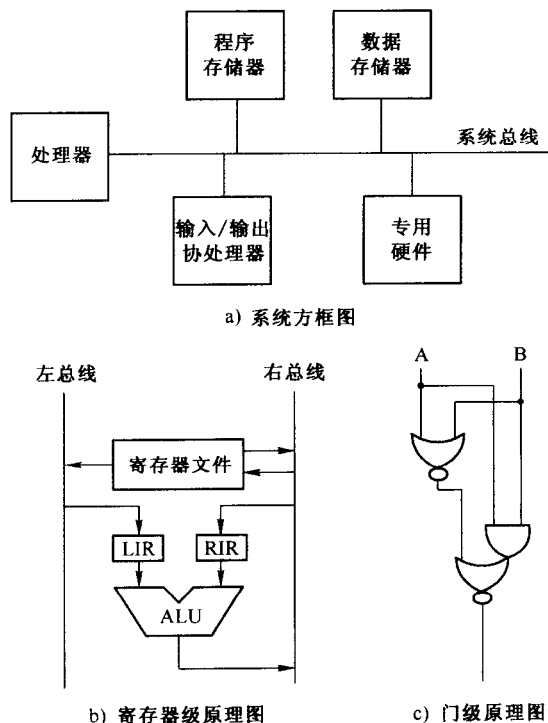 程序
存储器
数据
存储器
处理器
系统总线
输入/输出
协处理器
专用
硬件
a) 系统方框图
左总线
右总线
寄存器文件
LIR
RIR
ALU
b) 寄存器级原理图
A
B
c) 门级原理图